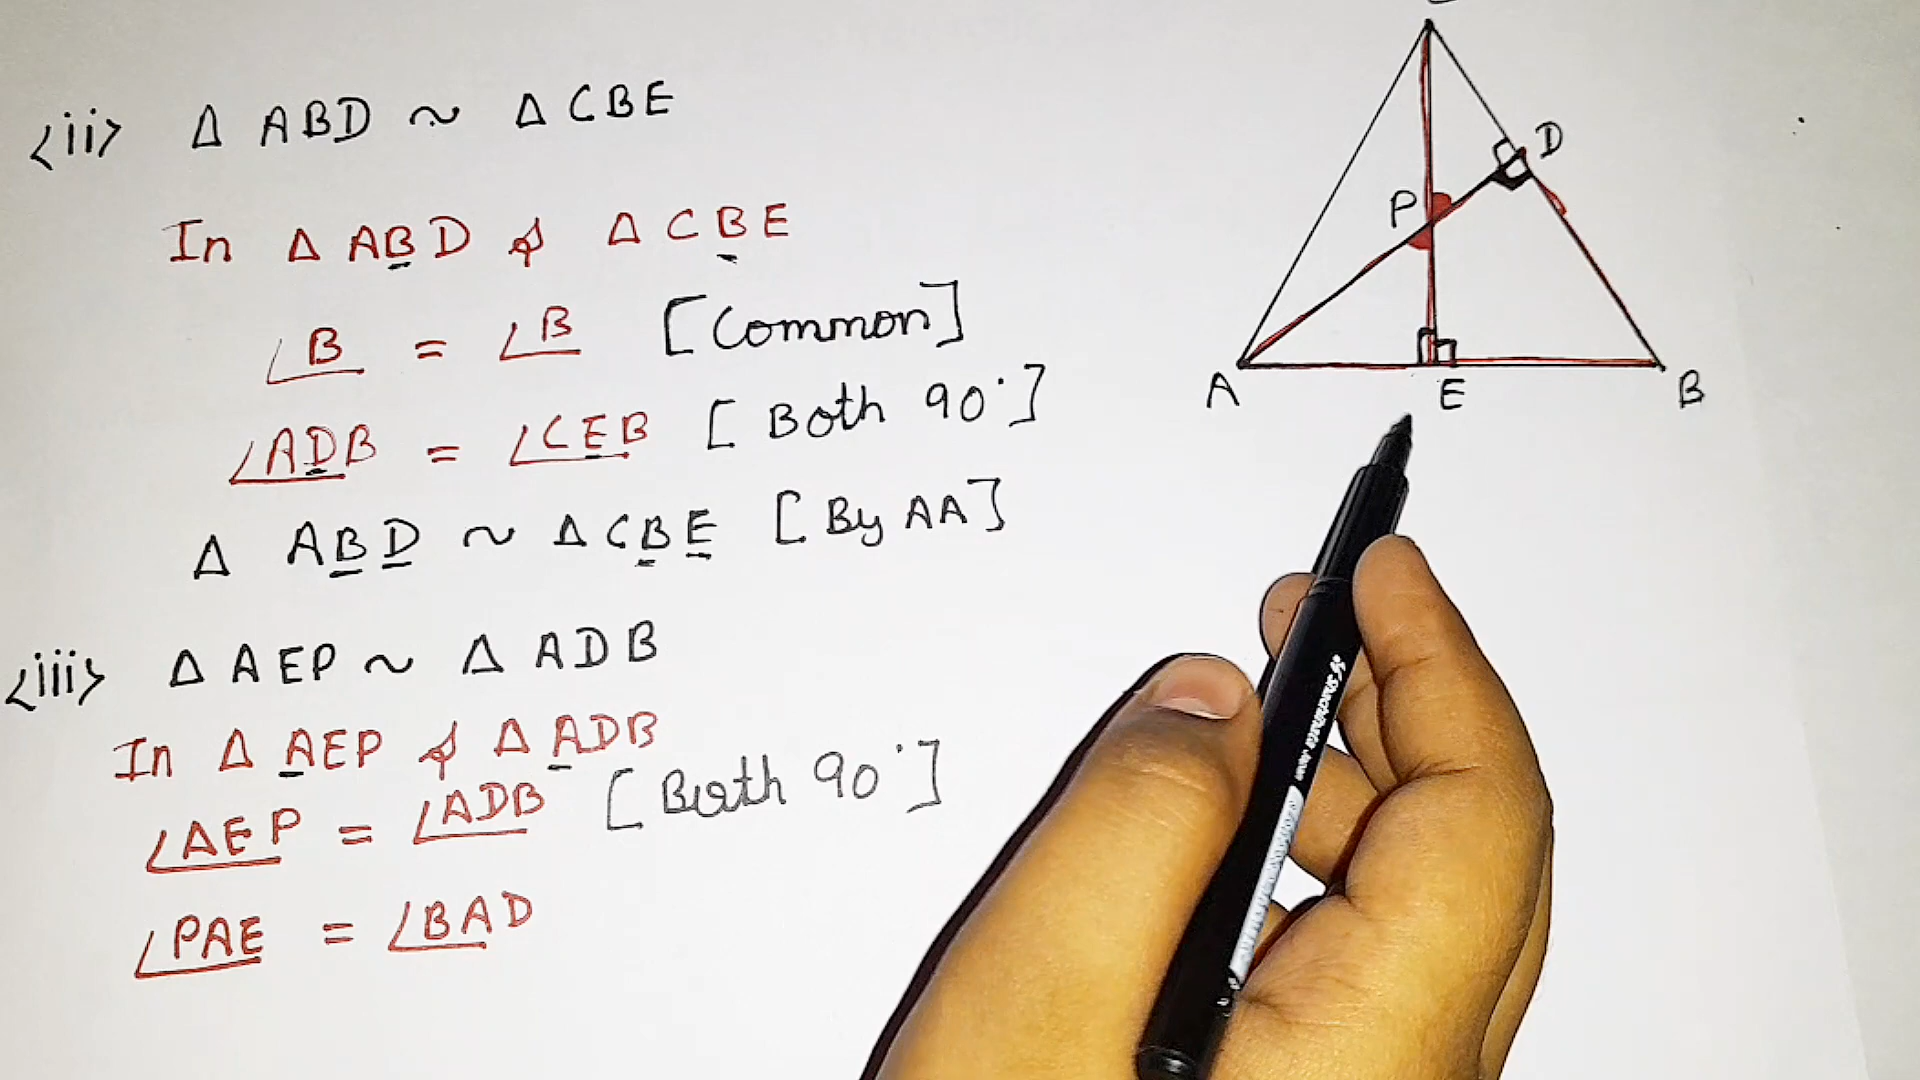 <ii> Δ ABD ~ Δ CBE
In Δ ABD & Δ CBE
∠B = ∠B [Common]
∠ADB = ∠CEB [Both 90°]
Δ ABD ~ Δ CBE [By AA]
<iii> Δ AEP ~ Δ ADB
In Δ AEP & Δ ADB
∠AEP = ∠ADB [Both 90°]
∠PAE = ∠BAD
D
P
A
E
B